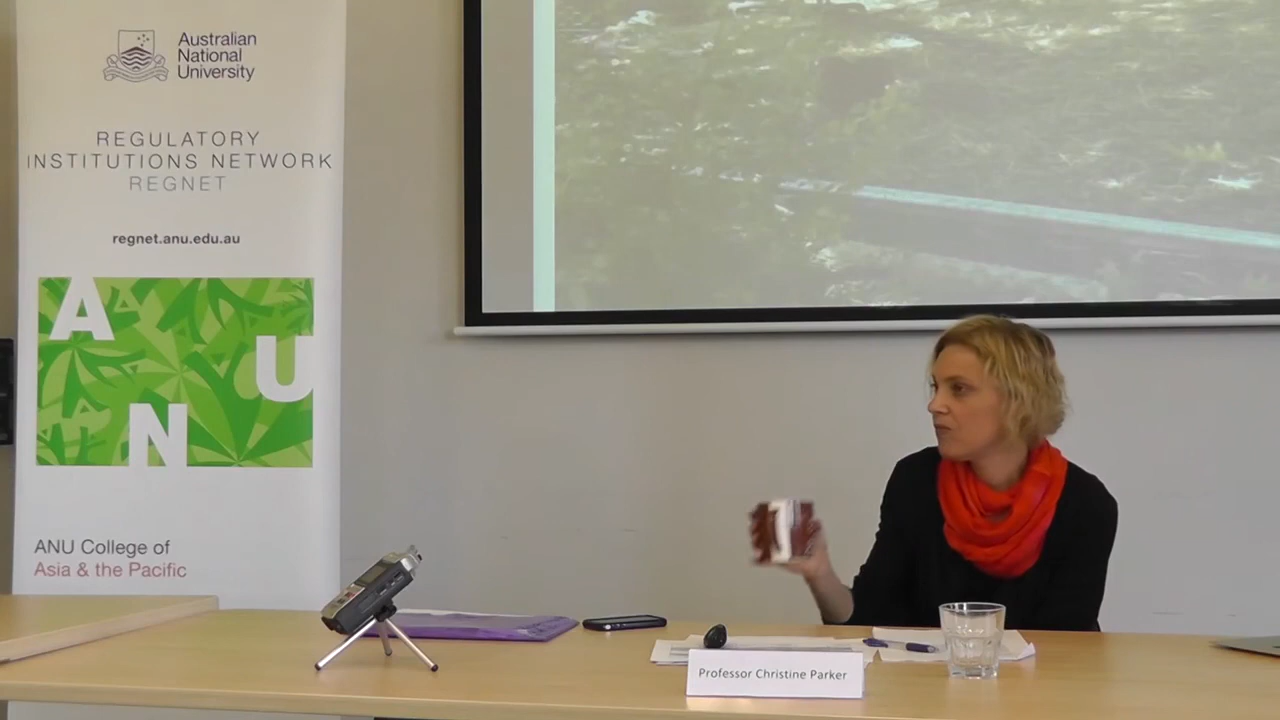 Australian
National
University
REGULATORY
INSTITUTIONS NETWORK
REGNET
regnet.anu.edu.au
A
U
N
ANU College of
Asia & the Pacific
Professor Christine Parker